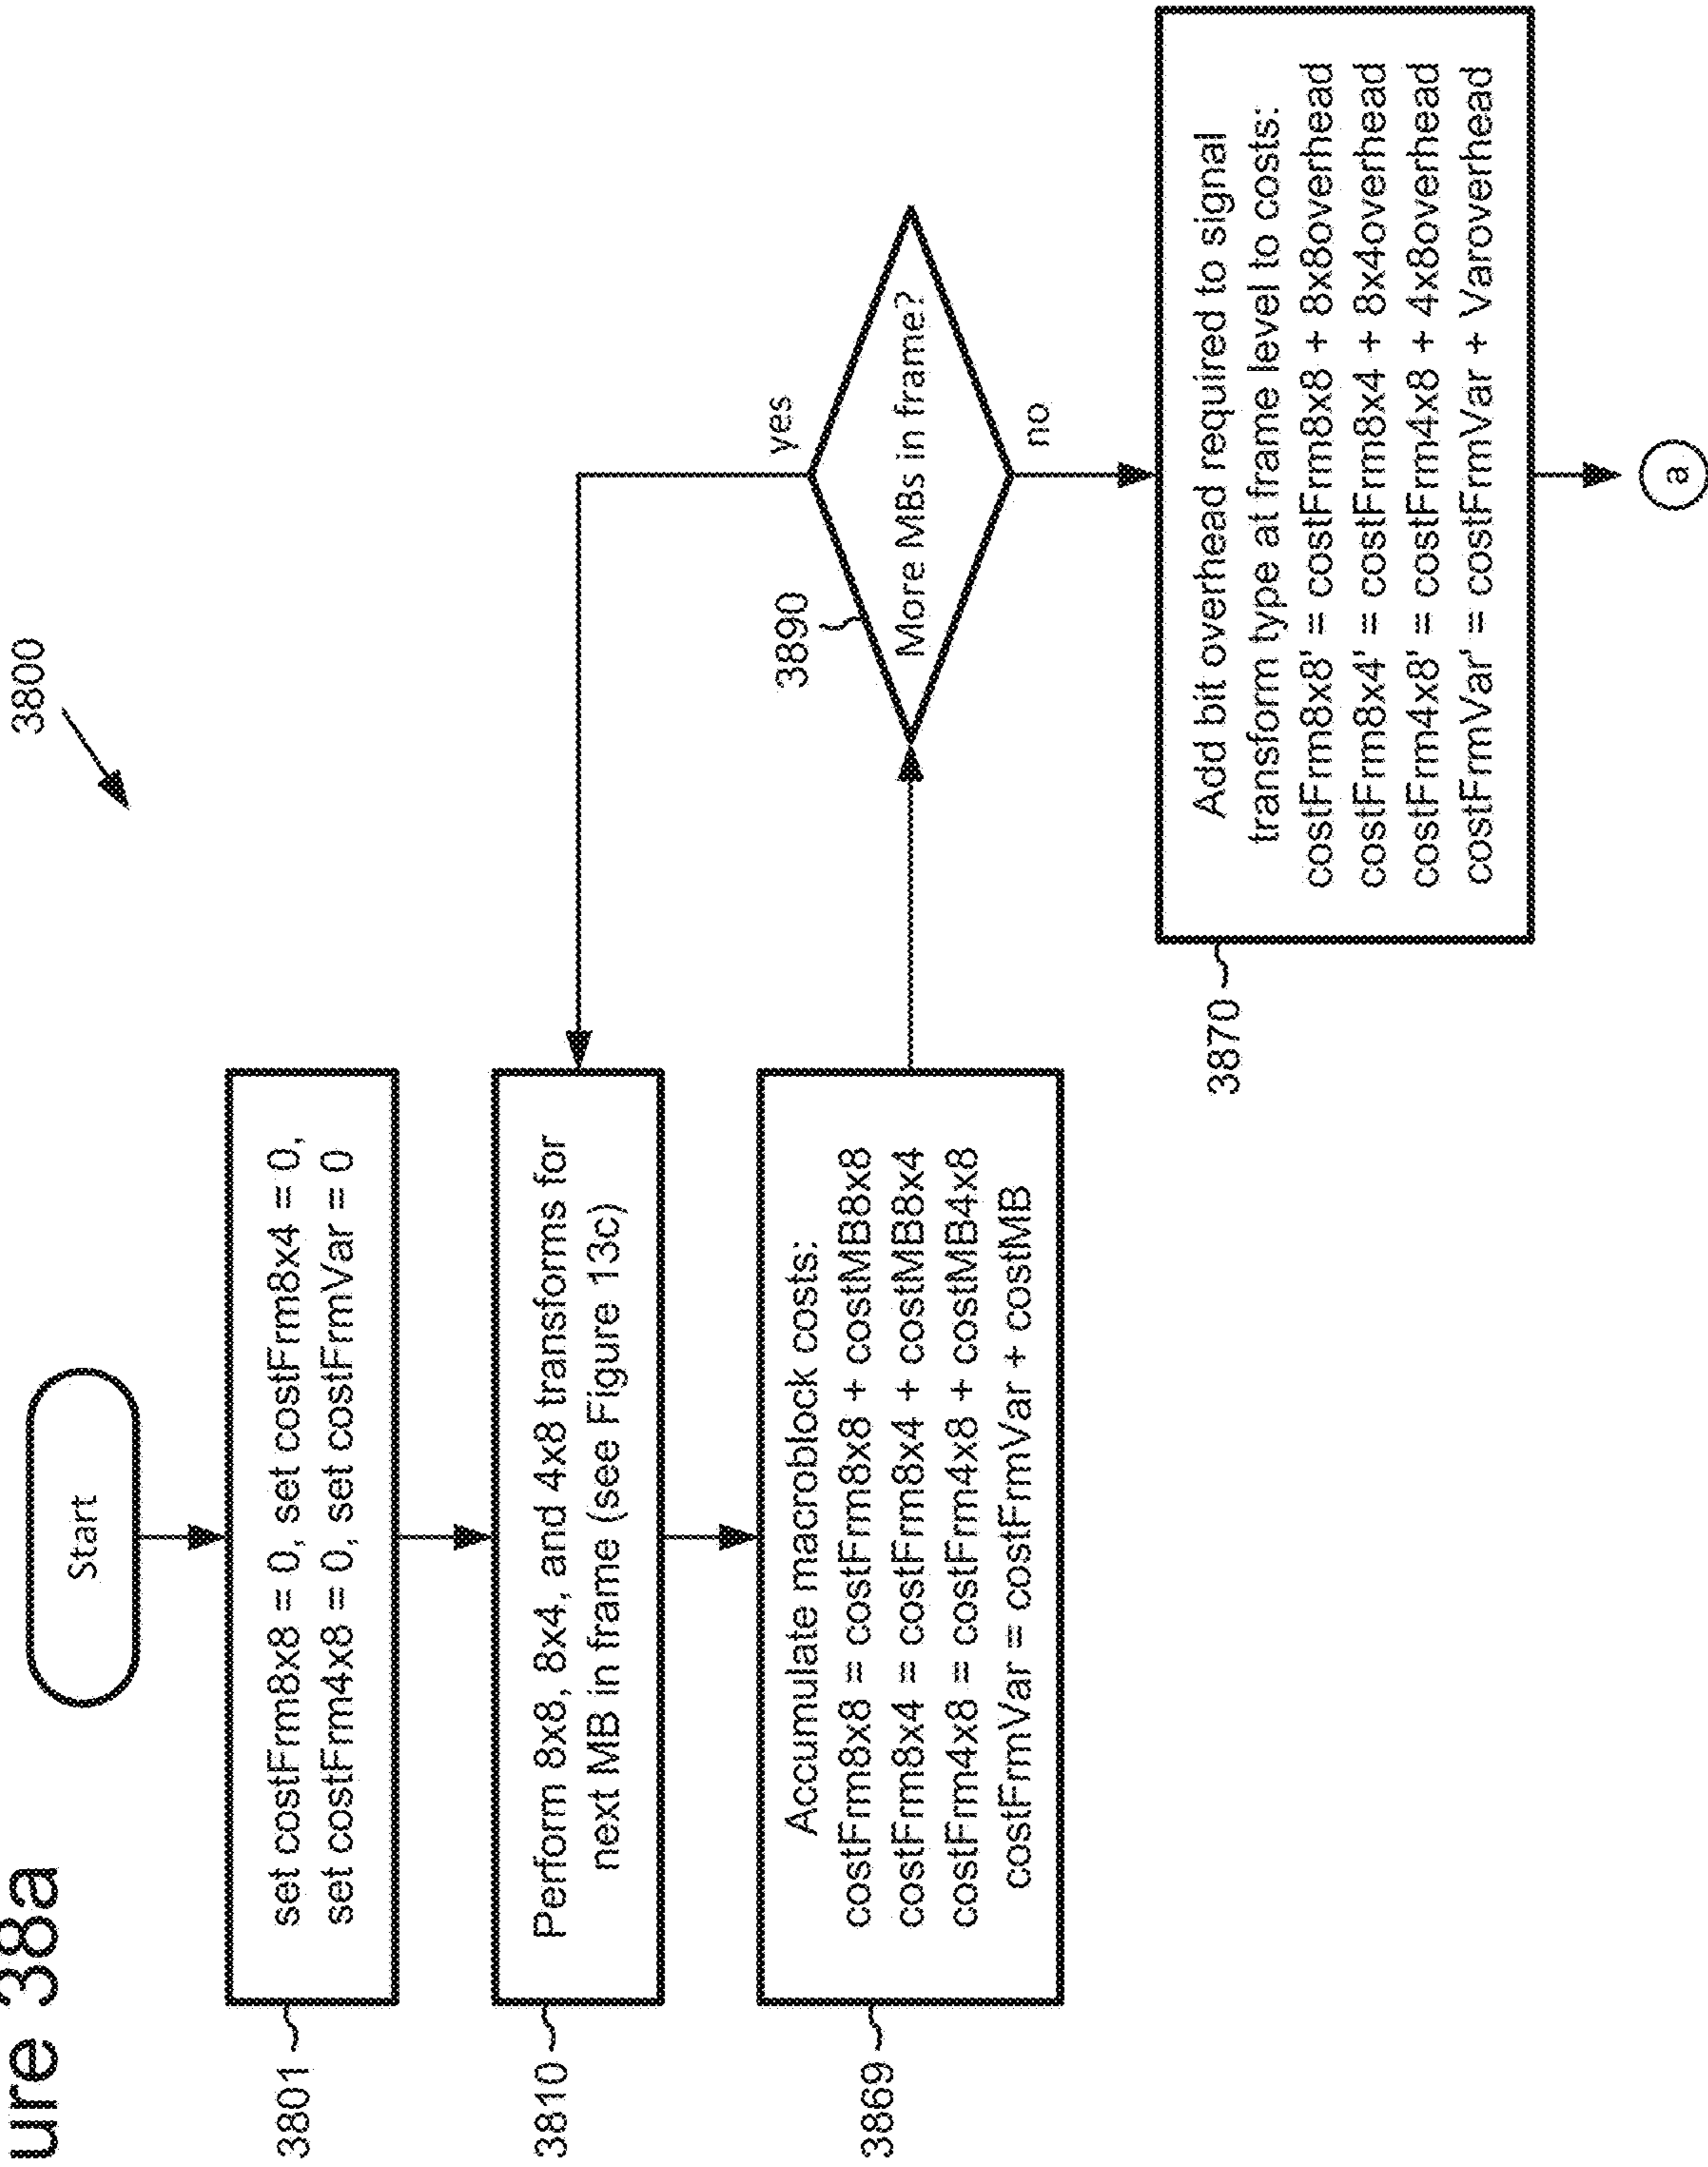 ure 38a
3800
Start
3801
set costFrm8x8 = 0, set costFrm8x4 = 0,
set costFrm4x8 = 0, set costFrmVar = 0
3810
Perform 8x8, 8x4, and 4x8 transforms for
next MB in frame (see Figure 13c)
3869
Accumulate macroblock costs:
costFrm8x8 = costFrm8x8 + costMB8x8
costFrm8x4 = costFrm8x4 + costMB8x4
costFrm4x8 = costFrm4x8 + costMB4x8
costFrmVar = costFrmVar + costMB
3890
More MBs in frame?
yes
no
3870
Add bit overhead required to signal
transform type at frame level to costs:
costFrm8x8' = costFrm8x8 + 8x8overhead
costFrm8x4' = costFrm8x4 + 8x4overhead
costFrm4x8' = costFrm4x8 + 4x8overhead
costFrmVar' = costFrmVar + Varoverhead
a